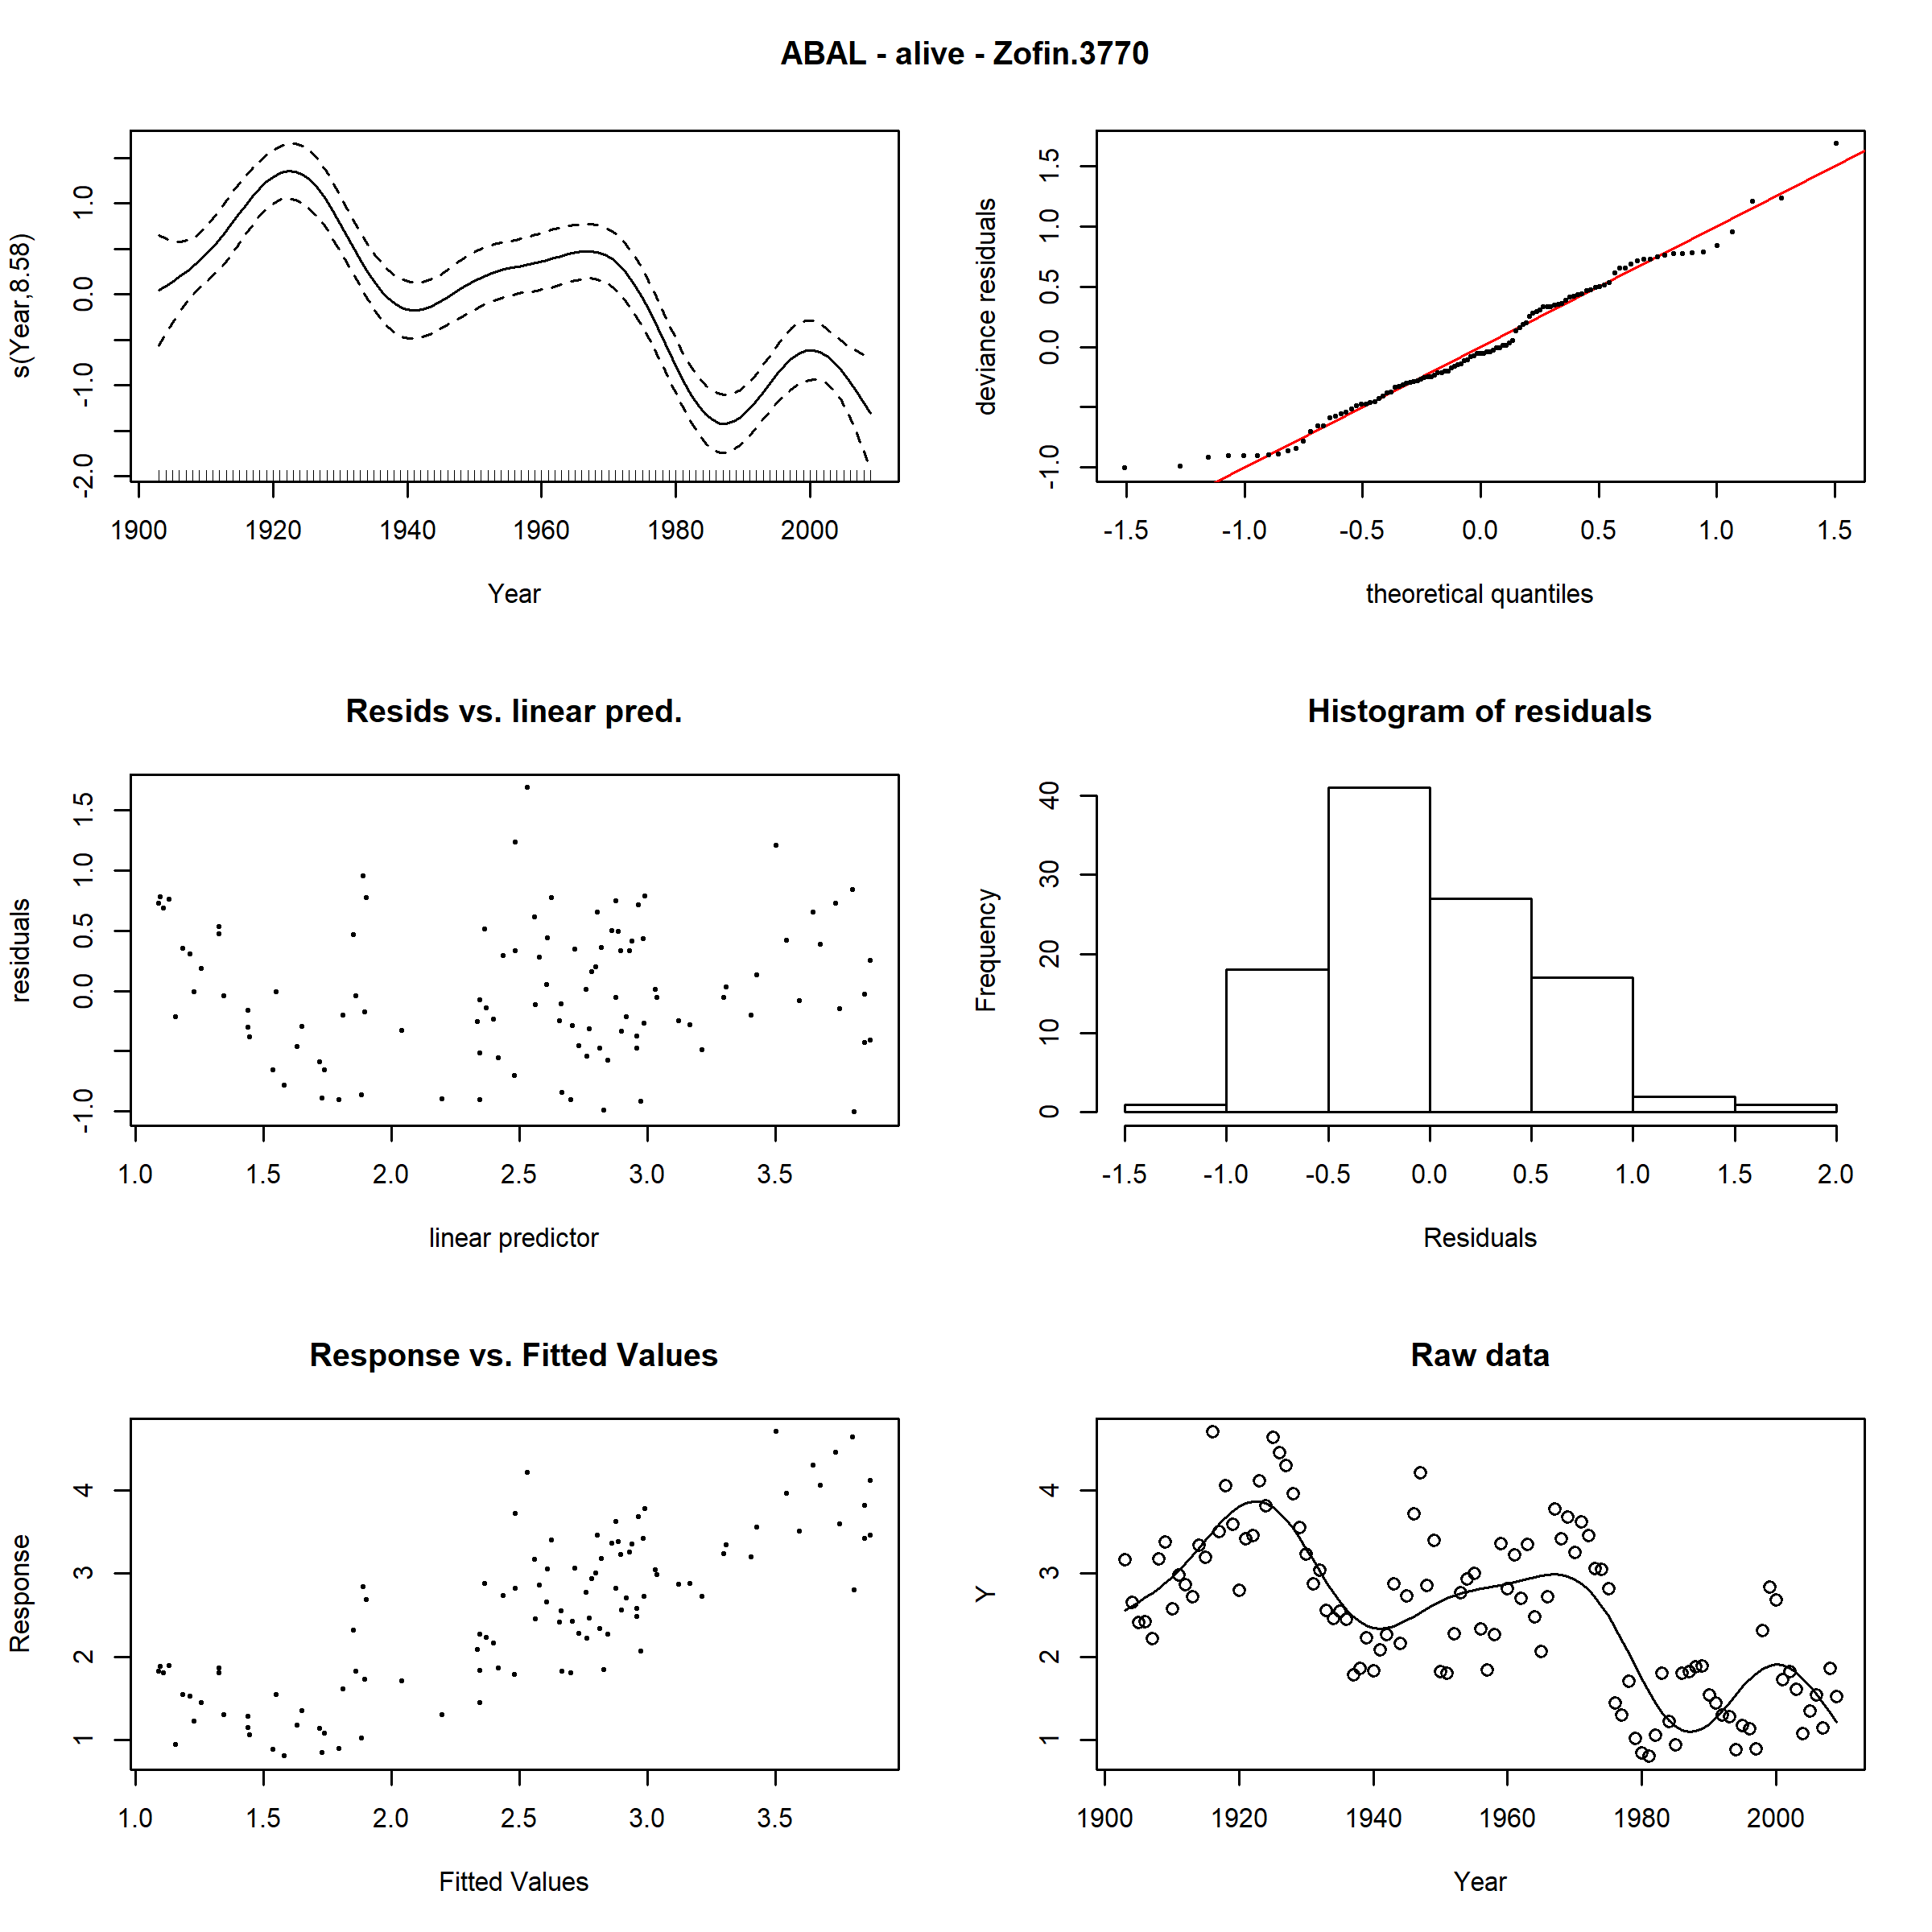 ABAL - alive - Zofin.3770
s(Year,8.58)
-2.0 -1.0 0.0 1.0
1900 1920 1940 1960 1980 2000
Year
deviance residuals
-1.0 0.0 0.5 1.0 1.5
-1.5 -1.0 -0.5 0.0 0.5 1.0 1.5
theoretical quantiles
Resids vs. linear pred.
residuals
-1.0 0.0 0.5 1.0 1.5
1.0 1.5 2.0 2.5 3.0 3.5
linear predictor
Histogram of residuals
Frequency
0 10 20 30 40
-1.5 -1.0 -0.5 0.0 0.5 1.0 1.5 2.0
Residuals
Response vs. Fitted Values
Response
1 2 3 4
1.0 1.5 2.0 2.5 3.0 3.5
Fitted Values
Raw data
Y
1 2 3 4
1900 1920 1940 1960 1980 2000
Year